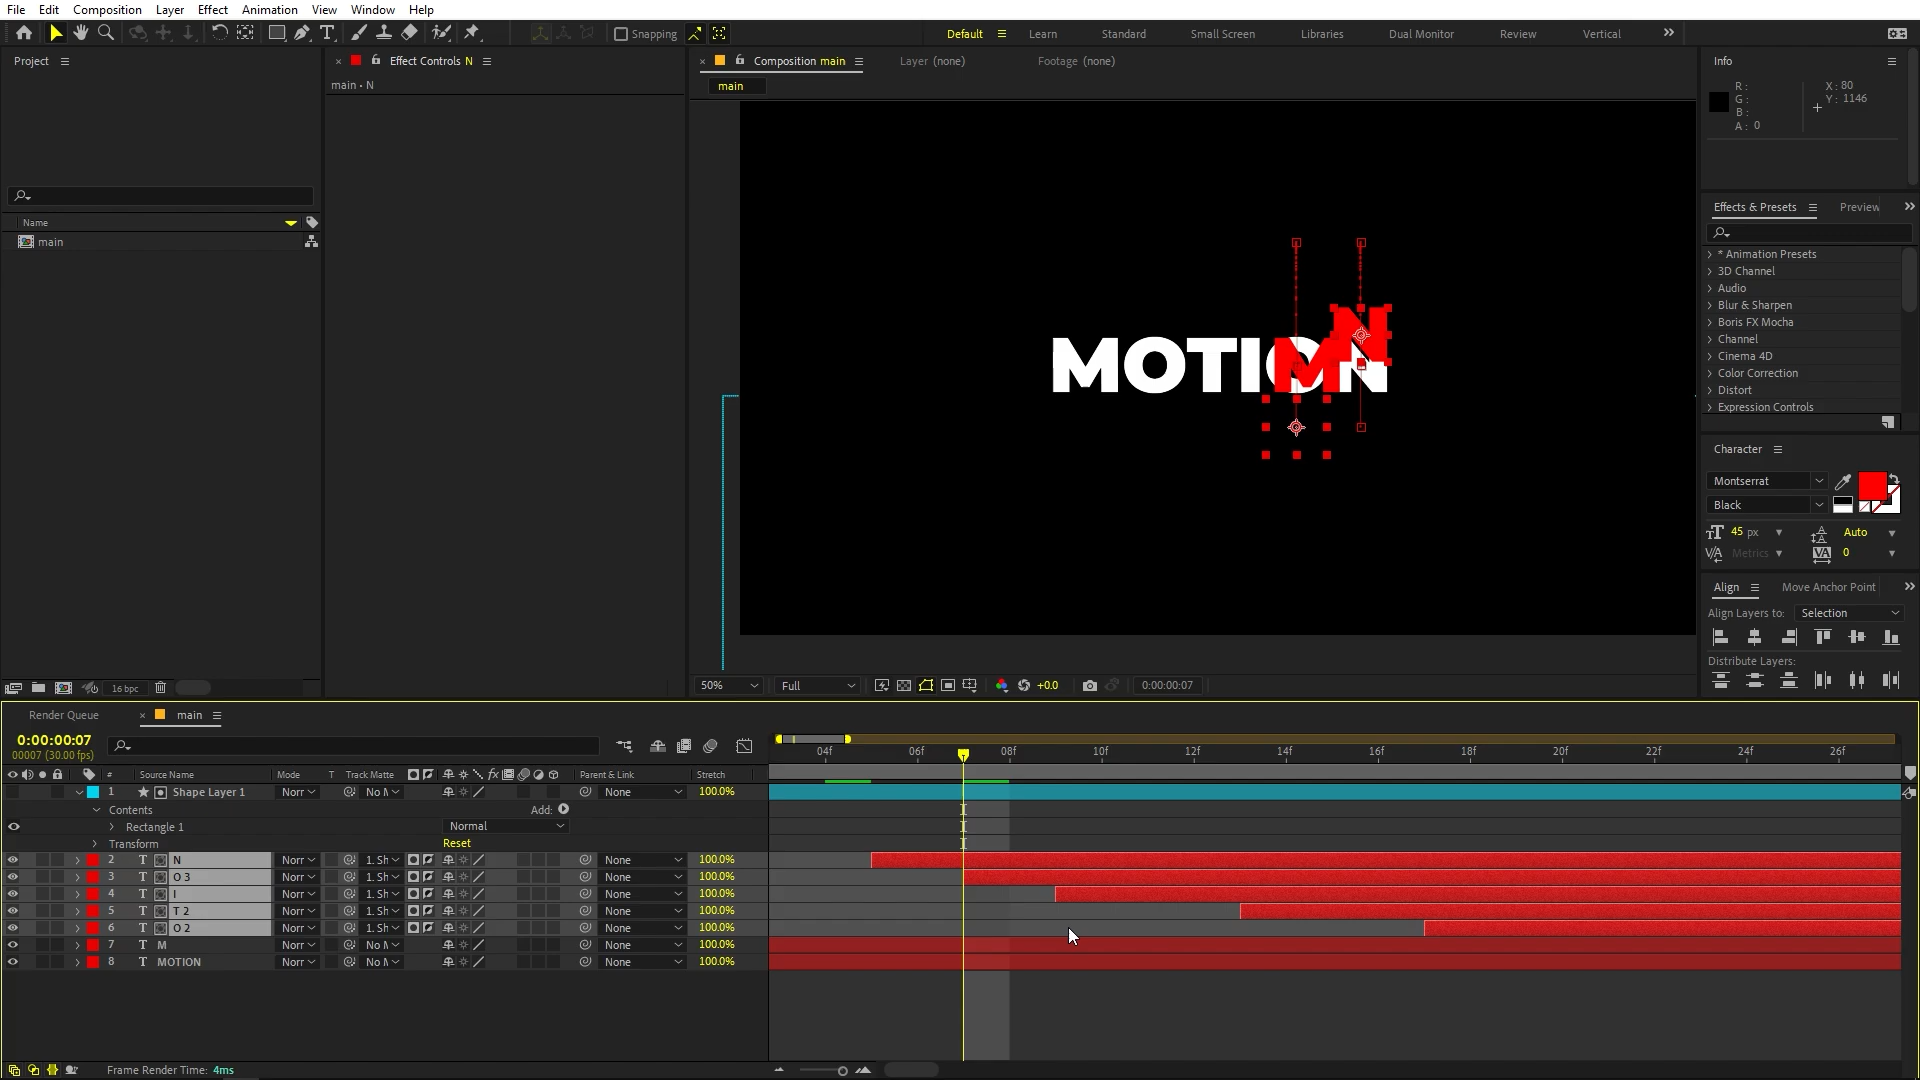 File Edit Composition Layer Effect Animation View Window Help
Snapping
Default Learn Standard Small Screen Libraries Dual Monitor Review Vertical
Project
Effect Controls N
main • N
Composition main
Layer (none)
Footage (none)
main
Name
main
16 bpc
MOTION
N
M
50%
Full
+0.0
0:00:00:07
Info
R :
G :
B :
A : 0
X : 80
Y : 1146
Effects & Presets
Preview
* Animation Presets
3D Channel
Audio
Blur & Sharpen
Boris FX Mocha
Channel
Cinema 4D
Color Correction
Distort
Expression Controls
Character
Montserrat
Black
45 px
Auto
Metrics
0
Align
Move Anchor Point
Align Layers to: Selection
Distribute Layers:
Render Queue
main
0:00:00:07
00007 (30.00 fps)
04f 06f 08f 10f 12f 14f 16f 18f 20f 22f 24f 26f
# Source Name Mode T Track Matte fx Parent & Link Stretch
1 Shape Layer 1 Norr No M None 100.0%
Contents Add:
Rectangle 1 Normal
Transform Reset
2 T N Norr 1. Sh None 100.0%
3 T O 3 Norr 1. Sh None 100.0%
4 T I Norr 1. Sh None 100.0%
5 T T 2 Norr 1. Sh None 100.0%
6 T O 2 Norr 1. Sh None 100.0%
7 T M Norr No M None 100.0%
8 T MOTION Norr No M None 100.0%
Frame Render Time: 4ms